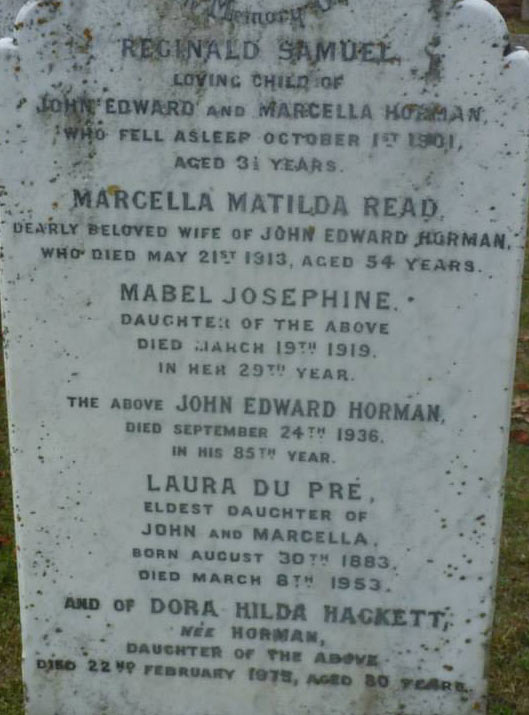 In Memory Of
REGINALD SAMUEL,
LOVING CHILD OF
JOHN EDWARD AND MARCELLA HORMAN,
WHO FELL ASLEEP OCTOBER 1ST 1901,
AGED 3½ YEARS.
MARCELLA MATILDA READ,
DEARLY BELOVED WIFE OF JOHN EDWARD HORMAN,
WHO DIED MAY 21ST 1913, AGED 54 YEARS.
MABEL JOSEPHINE,
DAUGHTER OF THE ABOVE
DIED MARCH 19TH 1919,
IN HER 29TH YEAR.
THE ABOVE JOHN EDWARD HORMAN,
DIED SEPTEMBER 24TH 1936,
IN HIS 85TH YEAR.
LAURA DU PRÉ,
ELDEST DAUGHTER OF
JOHN AND MARCELLA,
BORN AUGUST 30TH 1883
DIED MARCH 8TH 1953,
AND OF DORA HILDA HACKETT,
NÉE HORMAN,
DAUGHTER OF THE ABOVE
DIED 22ND FEBRUARY 1975, AGED 80 YEARS.